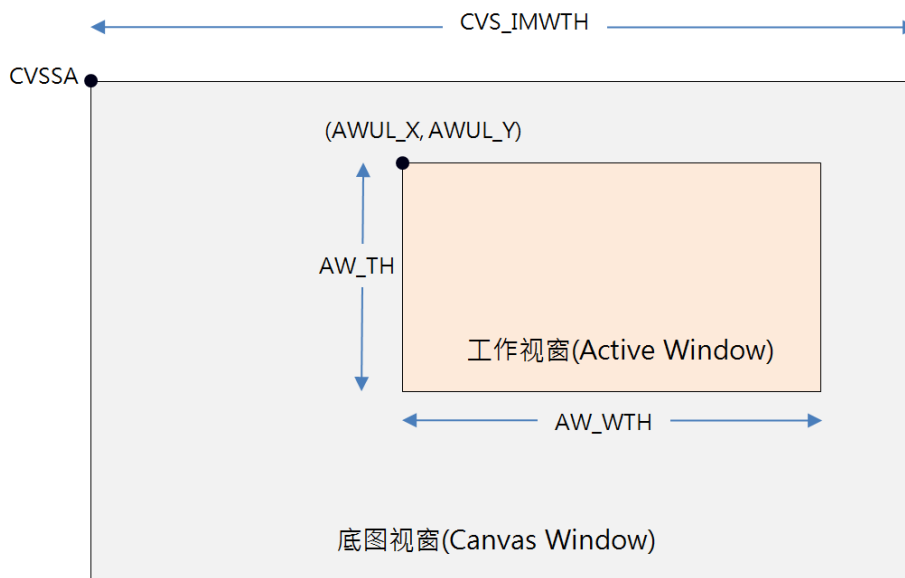 CVS_IMWTH
CVSSA
(AWUL_X, AWUL_Y)
AW_TH
工作视窗(Active Window)
AW_WTH
底图视窗(Canvas Window)